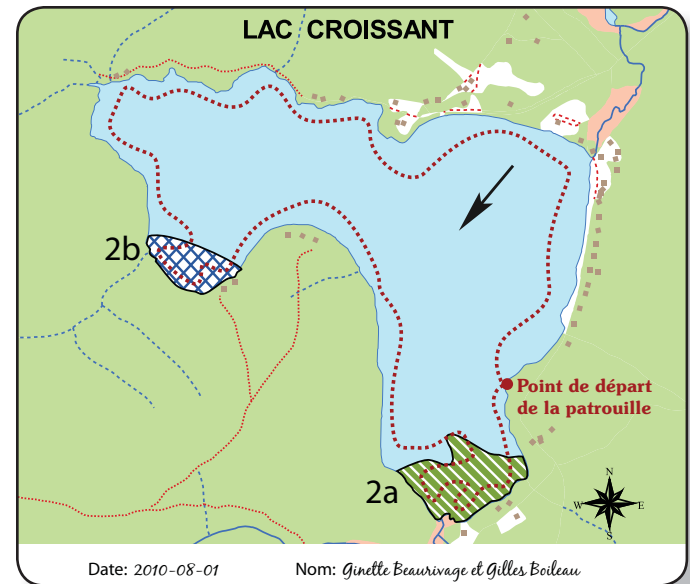 LAC CROISSANT
2b
Point de départ
de la patrouille
2a
N
W E
S
Date: 2010-08-01 Nom: Ginette Beaurivage et Gilles Boileau